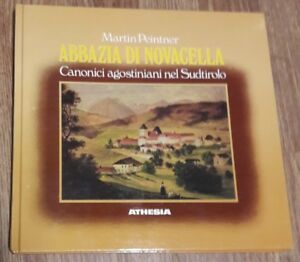 Martin Peintner
ABBAZIA DI NOVACELLA
Canonici agostiniani nel Sudtirolo
ATHESIA